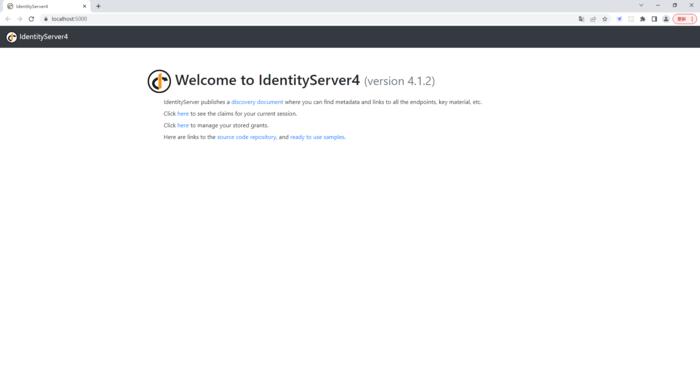 IdentityServer4
localhost:5000
IdentityServer4
Welcome to IdentityServer4 (version 4.1.2)
IdentityServer publishes a discovery document where you can find metadata and links to all the endpoints, key material, etc.
Click here to see the claims for your current session.
Click here to manage your stored grants.
Here are links to the source code repository, and ready to use samples.